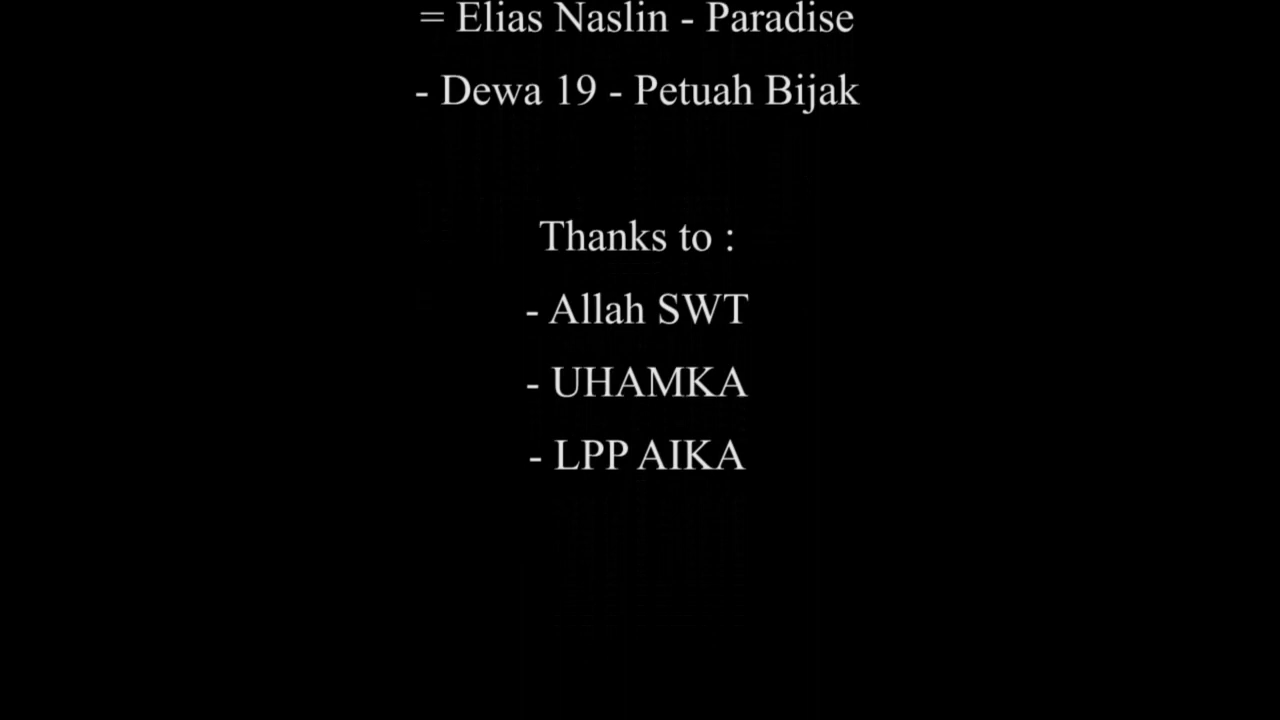 = Elias Naslin - Paradise
- Dewa 19 - Petuah Bijak
Thanks to :
- Allah SWT
- UHAMKA
- LPP AIKA